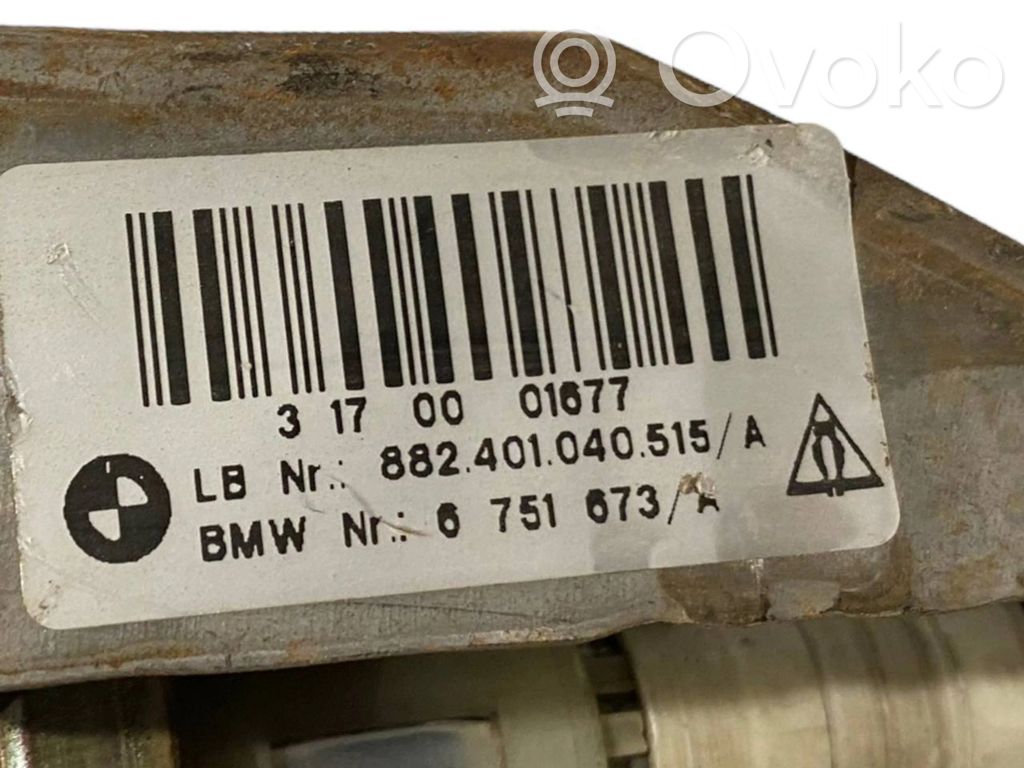 Ovoko
3 17 00 01677
LB Nr.: 882.401.040.515/A
BMW Nr.: 6 751 673/A